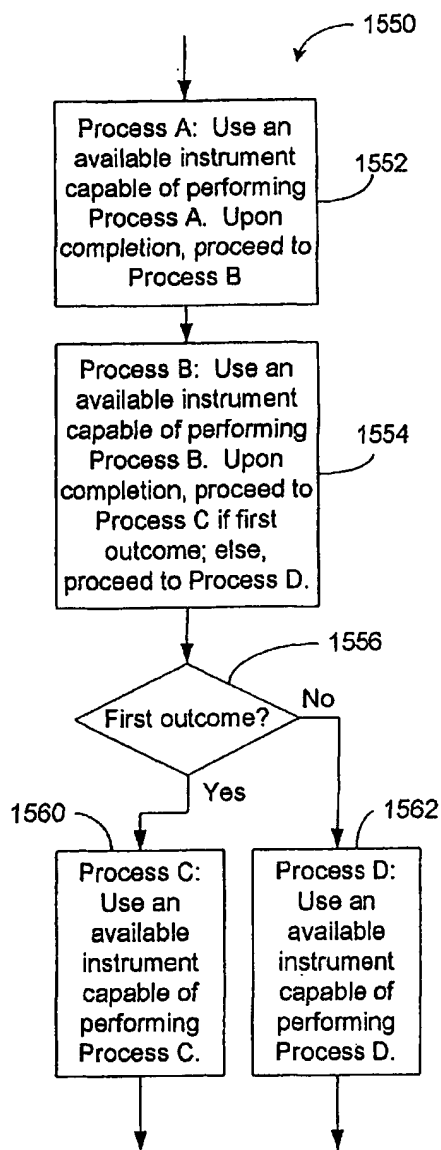 1550
Process A: Use an
available instrument
capable of performing
Process A. Upon
completion, proceed to
Process B
1552
Process B: Use an
available instrument
capable of performing
Process B. Upon
completion, proceed to
Process C if first
outcome; else,
proceed to Process D.
1554
1556
First outcome?
No
Yes
1560
Process C:
Use an
available
instrument
capable of
performing
Process C.
1562
Process D:
Use an
available
instrument
capable of
performing
Process D.